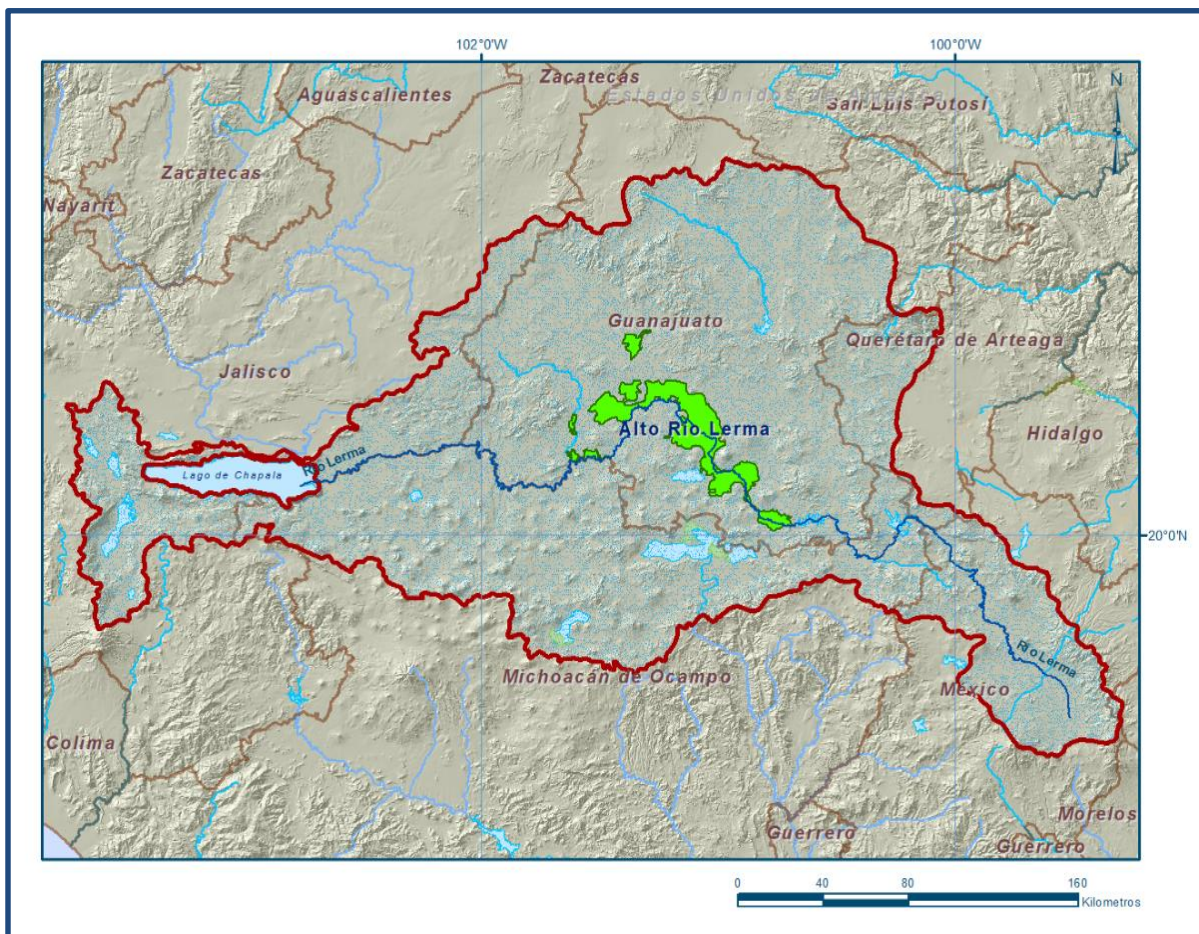 102°0'W
100°0'W
Zacatecas
Aguascalientes
Estados Unidos de América
San Luis Potosí
N
Zacatecas
Nayarit
Guanajuato
Querétaro de Arteaga
Jalisco
Alto Río Lerma
Hidalgo
Río Lerma
Lago de Chapala
20°0'N
Río Lerma
Michoacán de Ocampo
México
Colima
Morelos
Guerrero
Guerrero
0 40 80 160
Kilometros